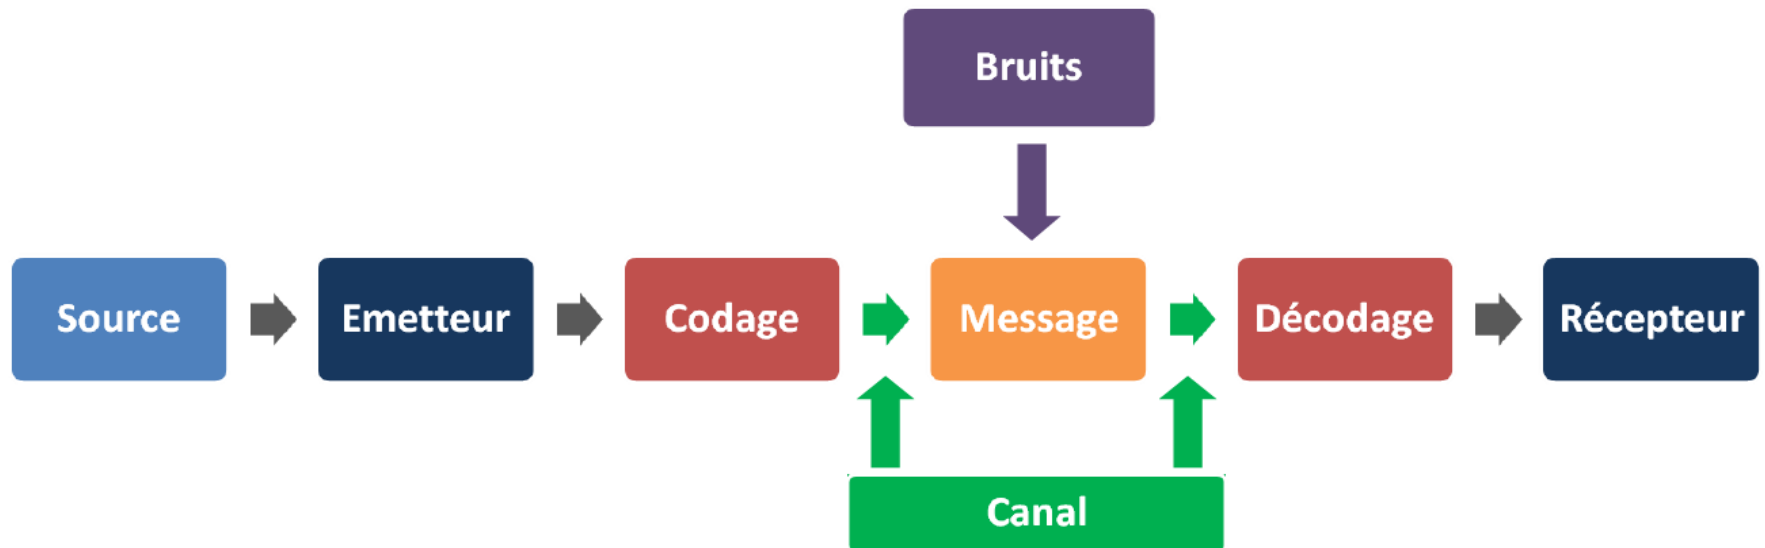 Bruits
Source
Emetteur
Codage
Message
Décodage
Récepteur
Canal